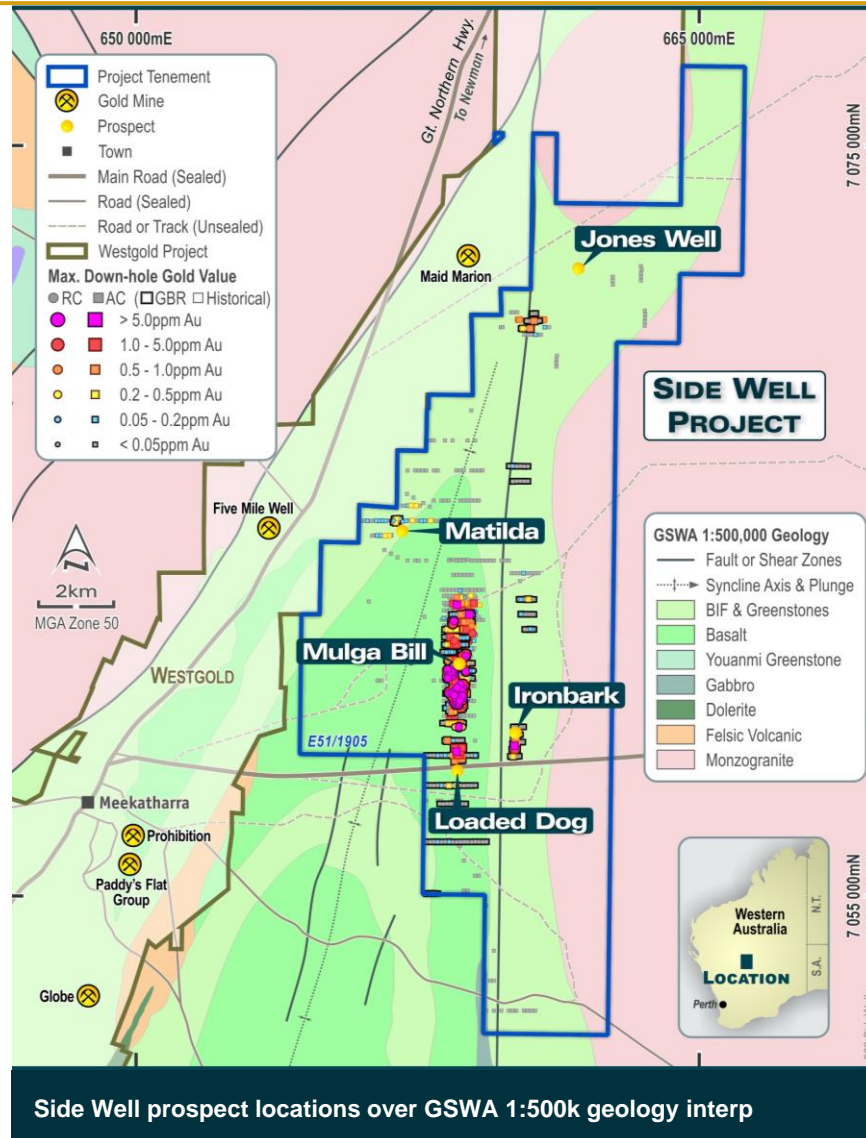 650 000mE
665 000mE
Project Tenement
Gold Mine
Prospect
Town
Main Road (Sealed)
Road (Sealed)
Road or Track (Unsealed)
Westgold Project
Max. Down-hole Gold Value
RC AC (GBR Historical)
> 5.0ppm Au
1.0 - 5.0ppm Au
0.5 - 1.0ppm Au
0.2 - 0.5ppm Au
0.05 - 0.2ppm Au
< 0.05ppm Au
Gt. Northern Hwy.
To Newman
7 075 000mN
Jones Well
Maid Marion
SIDE WELL
PROJECT
Five Mile Well
Matilda
2km
MGA Zone 50
GSWA 1:500,000 Geology
Fault or Shear Zones
Syncline Axis & Plunge
BIF & Greenstones
Basalt
Youanmi Greenstone
Gabbro
Dolerite
Felsic Volcanic
Monzogranite
Mulga Bill
WESTGOLD
Ironbark
E51/1905
Meekatharra
Loaded Dog
Prohibition
Paddy's Flat
Group
7 055 000mN
Western
Australia
N.T.
S.A.
LOCATION
Perth
Globe
Side Well prospect locations over GSWA 1:500k geology interp